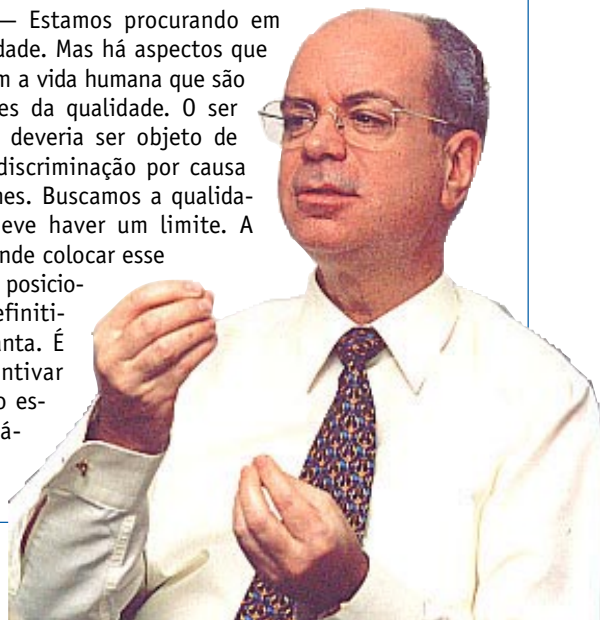 — Estamos procurando em
dade. Mas há aspectos que
m a vida humana que são
es da qualidade. O ser
deveria ser objeto de
discriminação por causa
nes. Buscamos a qualida-
eve haver um limite. A
nde colocar esse
posicio-
efiniti-
anta. É
ntivar
o es-
á-